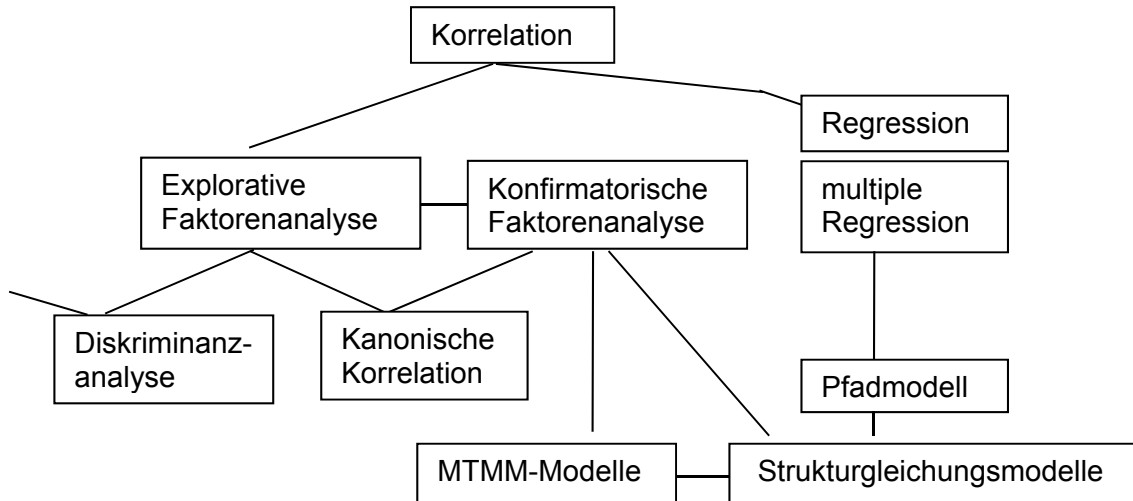 Korrelation
Regression
Explorative
Faktorenanalyse
Konfirmatorische
Faktorenanalyse
multiple
Regression
Diskriminanz-
analyse
Kanonische
Korrelation
Pfadmodell
MTMM-Modelle
Strukturgleichungsmodelle